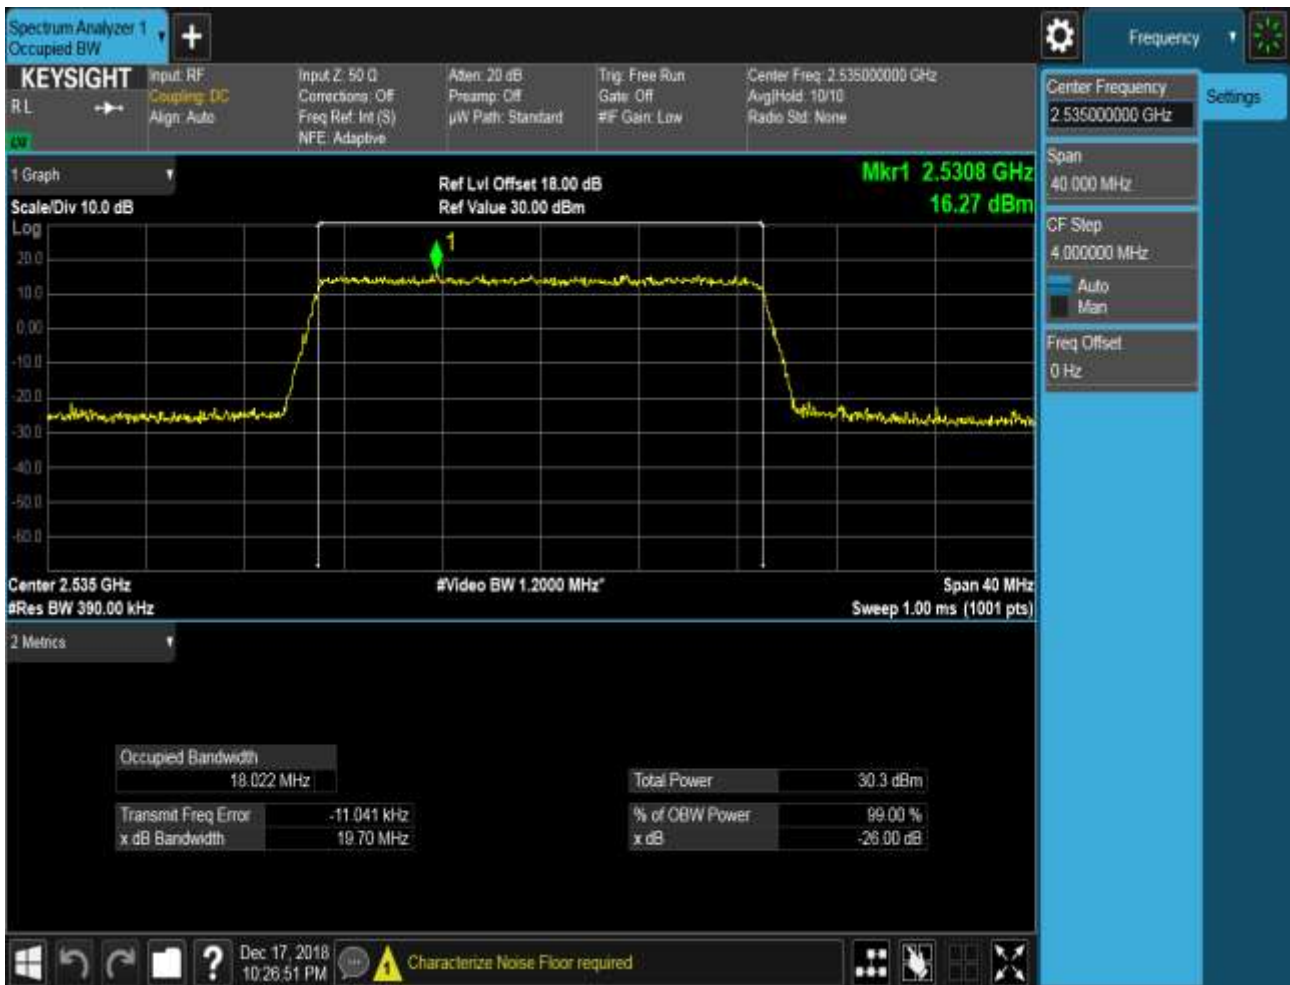 Spectrum Analyzer 1
Occupied BW
+
Frequency
KEYSIGHT
R L
Input: RF
Coupling: DC
Align: Auto
Input Z: 50 Ω
Corrections: Off
Freq Ref: Int (S)
NFE: Adaptive
Atten: 20 dB
Preamp: Off
µW Path: Standard
Trig: Free Run
Gate: Off
#IF Gain: Low
Center Freq: 2.535000000 GHz
Avg|Hold: 10/10
Radio Std: None
Center Frequency
2.535000000 GHz
Settings
Span
40.000 MHz
CF Step
4.000000 MHz
Auto
Man
Freq Offset
0 Hz
1 Graph
Scale/Div 10.0 dB
Log
Ref Lvl Offset 18.00 dB
Ref Value 30.00 dBm
Mkr1 2.5308 GHz
16.27 dBm
1
20.0
10.0
0.00
-10.0
-20.0
-30.0
-40.0
-50.0
-60.0
Center 2.535 GHz
#Res BW 390.00 kHz
#Video BW 1.2000 MHz*
Span 40 MHz
Sweep 1.00 ms (1001 pts)
2 Metrics
Occupied Bandwidth
18.022 MHz
Transmit Freq Error -11.041 kHz
x dB Bandwidth 19.70 MHz
Total Power 30.3 dBm
% of OBW Power 99.00 %
x dB -26.00 dB
?
Dec 17, 2018
10:26:51 PM
1
Characterize Noise Floor required